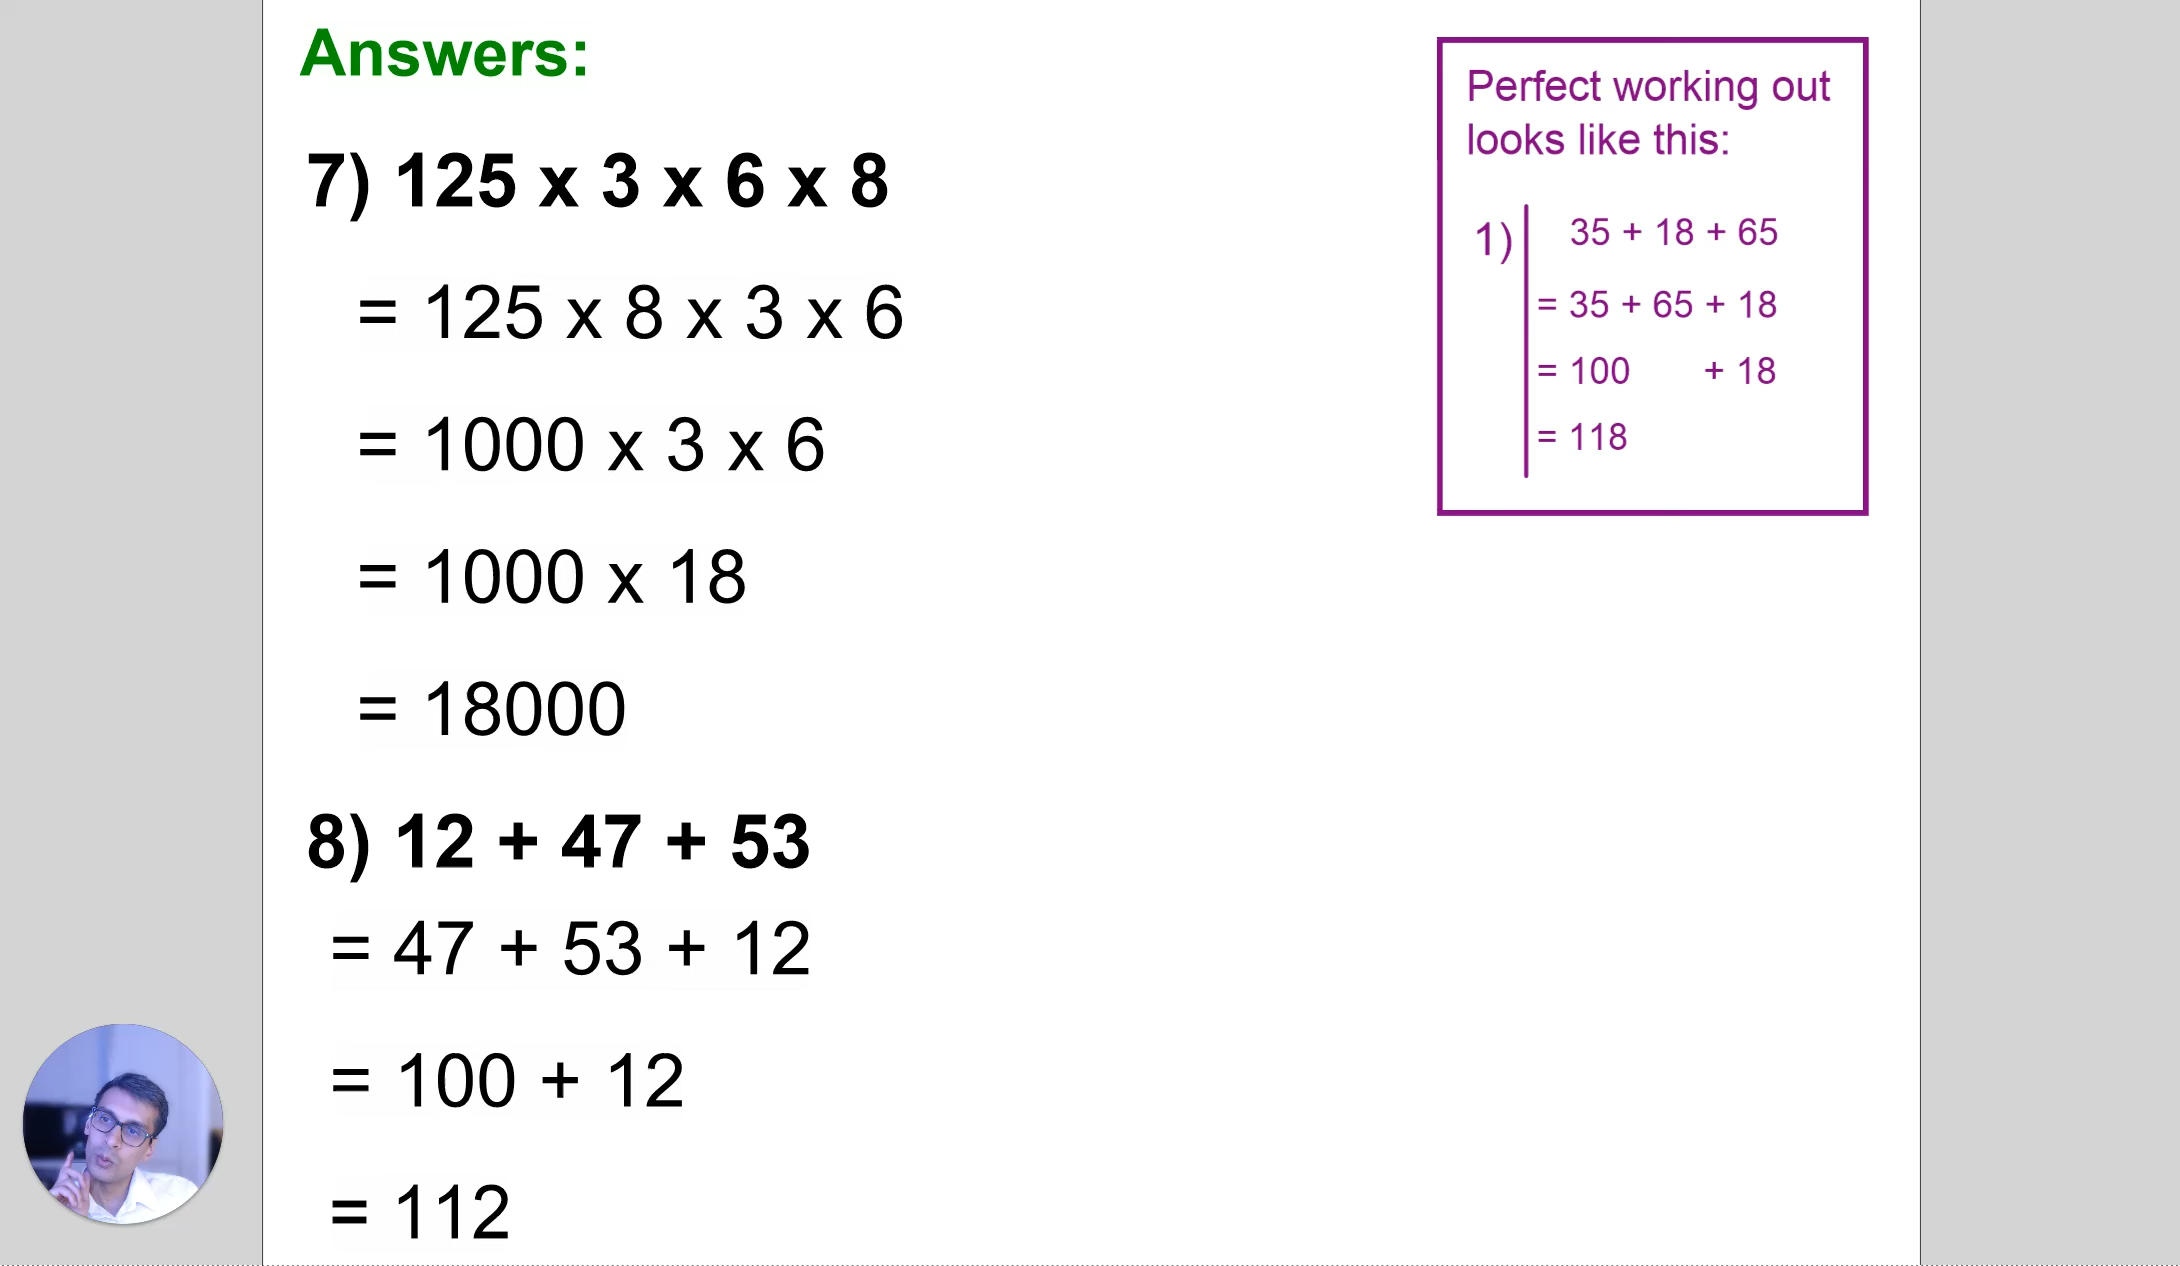 Answers:
7) 125 x 3 x 6 x 8
= 125 x 8 x 3 x 6
= 1000 x 3 x 6
= 1000 x 18
= 18000
8) 12 + 47 + 53
= 47 + 53 + 12
= 100 + 12
= 112
Perfect working out
looks like this:
1) 35 + 18 + 65
= 35 + 65 + 18
= 100 + 18
= 118